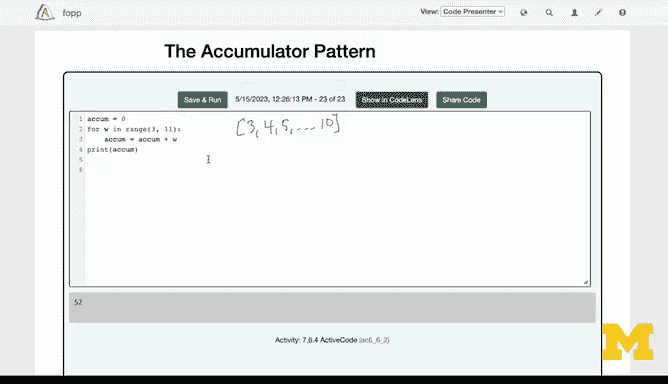 fopp
View: Code Presenter
The Accumulator Pattern
Save & Run 5/15/2023, 12:26:13 PM - 23 of 23 Show in CodeLens Share Code
1 accum = 0
2 for w in range(3, 11):
3 accum = accum + w
4 print(accum)
5
6
[3, 4, 5, ... 10]
52
Activity: 7.6.4 ActiveCode (ac6_6_2)
M